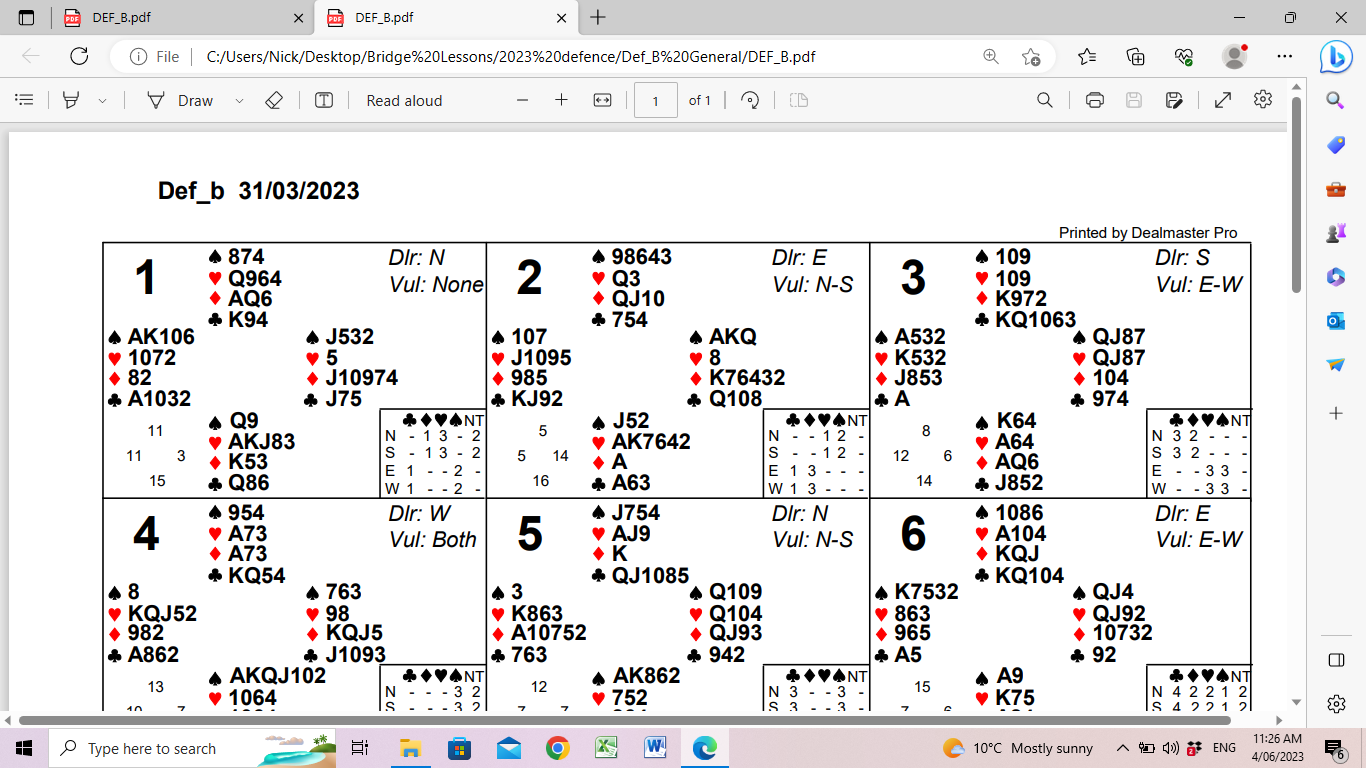 DEF_B.pdf
DEF_B.pdf
File C:/Users/Nick/Desktop/Bridge%20Lessons/2023%20defence/Def_B%20General/DEF_B.pdf
Draw Read aloud 1 of 1
Def_b 31/03/2023
Printed by Dealmaster Pro
1
♠ 874
♥ Q964
♦ AQ6
♣ K94
Dlr: N
Vul: None
♠ AK106
♥ 1072
♦ 82
♣ A1032
♠ J532
♥ 5
♦ J10974
♣ J75
♠ Q9
♥ AKJ83
♦ K53
♣ Q86
11
11 3
15
♣♦♥♠NT
N - 1 3 - 2
S - 1 3 - 2
E 1 - - 2 -
W 1 - - 2 -
2
♠ 98643
♥ Q3
♦ QJ10
♣ 754
Dlr: E
Vul: N-S
♠ 107
♥ J1095
♦ 985
♣ KJ92
♠ AKQ
♥ 8
♦ K76432
♣ Q108
♠ J52
♥ AK7642
♦ A
♣ A63
5
5 14
16
♣♦♥♠NT
N - - 1 2 -
S - - 1 2 -
E 1 3 - - -
W 1 3 - - -
3
♠ 109
♥ 109
♦ K972
♣ KQ1063
Dlr: S
Vul: E-W
♠ A532
♥ K532
♦ J853
♣ A
♠ QJ87
♥ QJ87
♦ 104
♣ 974
♠ K64
♥ A64
♦ AQ6
♣ J852
8
12 6
14
♣♦♥♠NT
N 3 2 - - -
S 3 2 - - -
E - - 3 3 -
W - - 3 3 -
4
♠ 954
♥ A73
♦ A73
♣ KQ54
Dlr: W
Vul: Both
♠ 8
♥ KQJ52
♦ 982
♣ A862
♠ 763
♥ 98
♦ KQJ5
♣ J1093
♠ AKQJ102
♥ 1064
13
♣♦♥♠NT
N - - - 3 2
5
♠ J754
♥ AJ9
♦ K
♣ QJ1085
Dlr: N
Vul: N-S
♠ 3
♥ K863
♦ A10752
♣ 763
♠ Q109
♥ Q104
♦ QJ93
♣ 942
♠ AK862
♥ 752
12
♣♦♥♠NT
N 3 - - 3 -
6
♠ 1086
♥ A104
♦ KQJ
♣ KQ104
Dlr: E
Vul: E-W
♠ K7532
♥ 863
♦ 965
♣ A5
♠ QJ4
♥ QJ92
♦ 10732
♣ 92
♠ A9
♥ K75
15
♣♦♥♠NT
N 4 2 2 1 2
Type here to search
10°C Mostly sunny
ENG
11:26 AM
4/06/2023
6